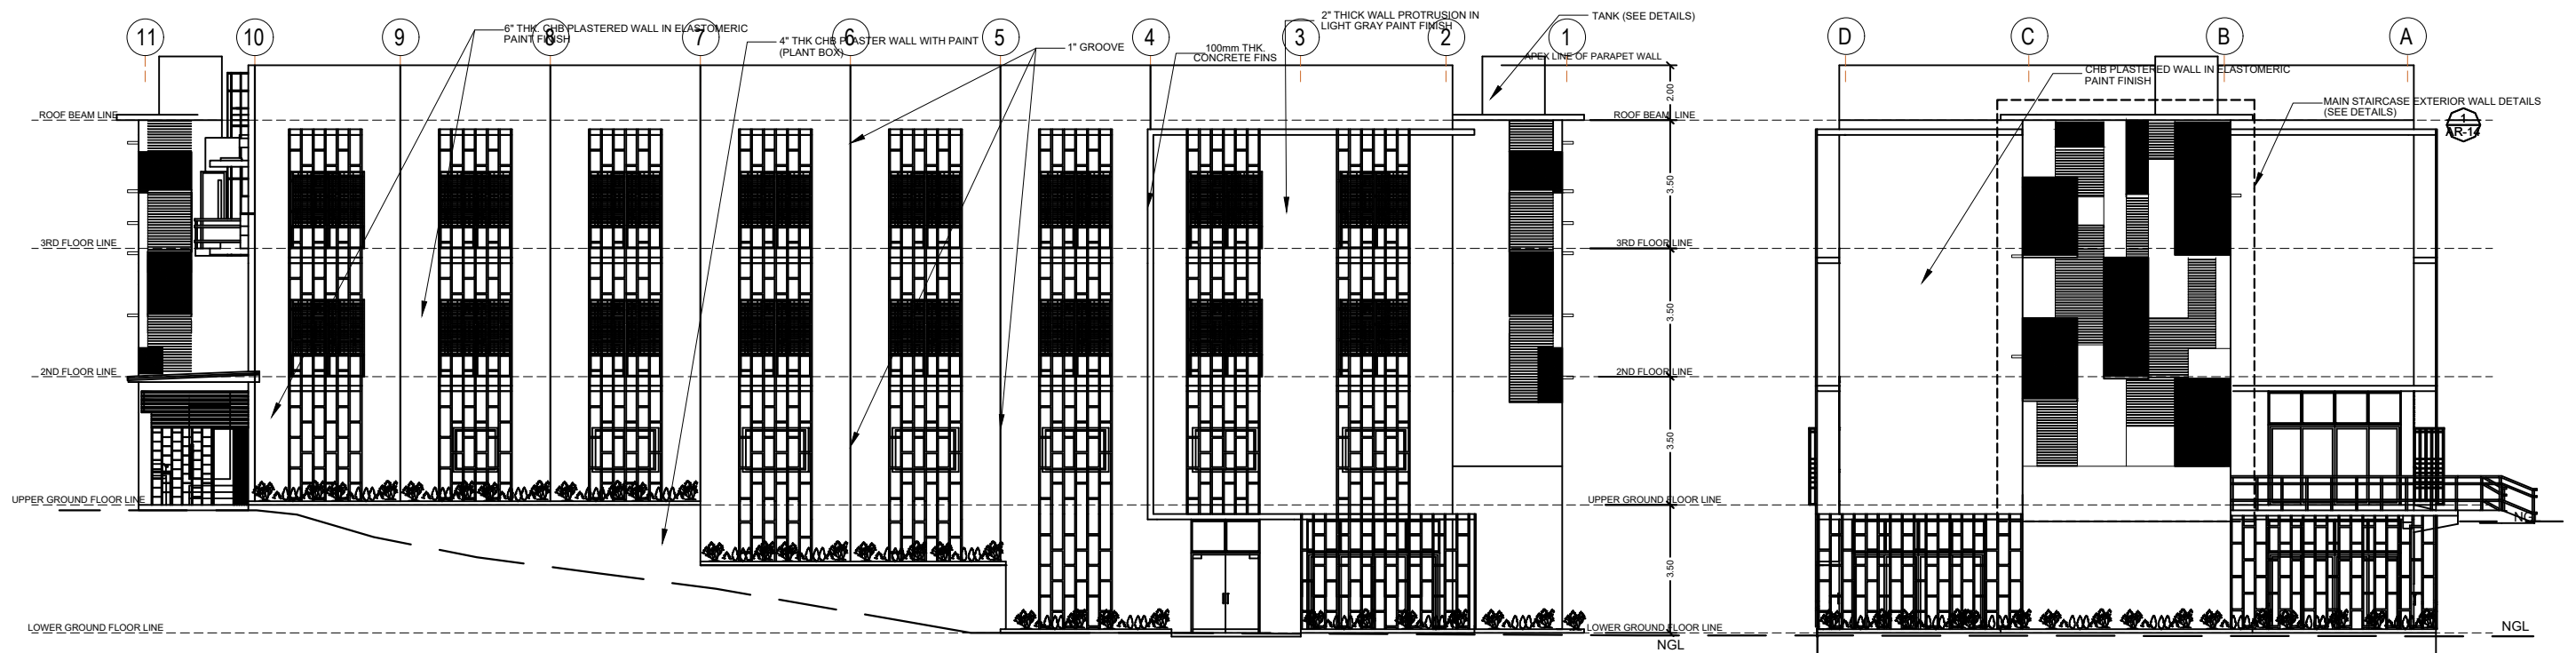 11
10
9
8
7
6
5
4
3
2
1
D
C
B
A
6" THK. CHB PLASTERED WALL IN ELASTOMERIC
PAINT FINISH
4" THK CHB PLASTER WALL WITH PAINT
(PLANT BOX)
1" GROOVE
100mm THK.
CONCRETE FINS
2" THICK WALL PROTRUSION IN
LIGHT GRAY PAINT FINISH
TANK (SEE DETAILS)
APEX LINE OF PARAPET WALL
CHB PLASTERED WALL IN ELASTOMERIC
PAINT FINISH
MAIN STAIRCASE EXTERIOR WALL DETAILS
(SEE DETAILS)
1
AR-14
ROOF BEAM LINE
3RD FLOOR LINE
2ND FLOOR LINE
UPPER GROUND FLOOR LINE
LOWER GROUND FLOOR LINE
2.00
ROOF BEAM LINE
3.50
3RD FLOOR LINE
3.50
2ND FLOOR LINE
3.50
UPPER GROUND FLOOR LINE
3.50
LOWER GROUND FLOOR LINE
NGL
NGL
NGL